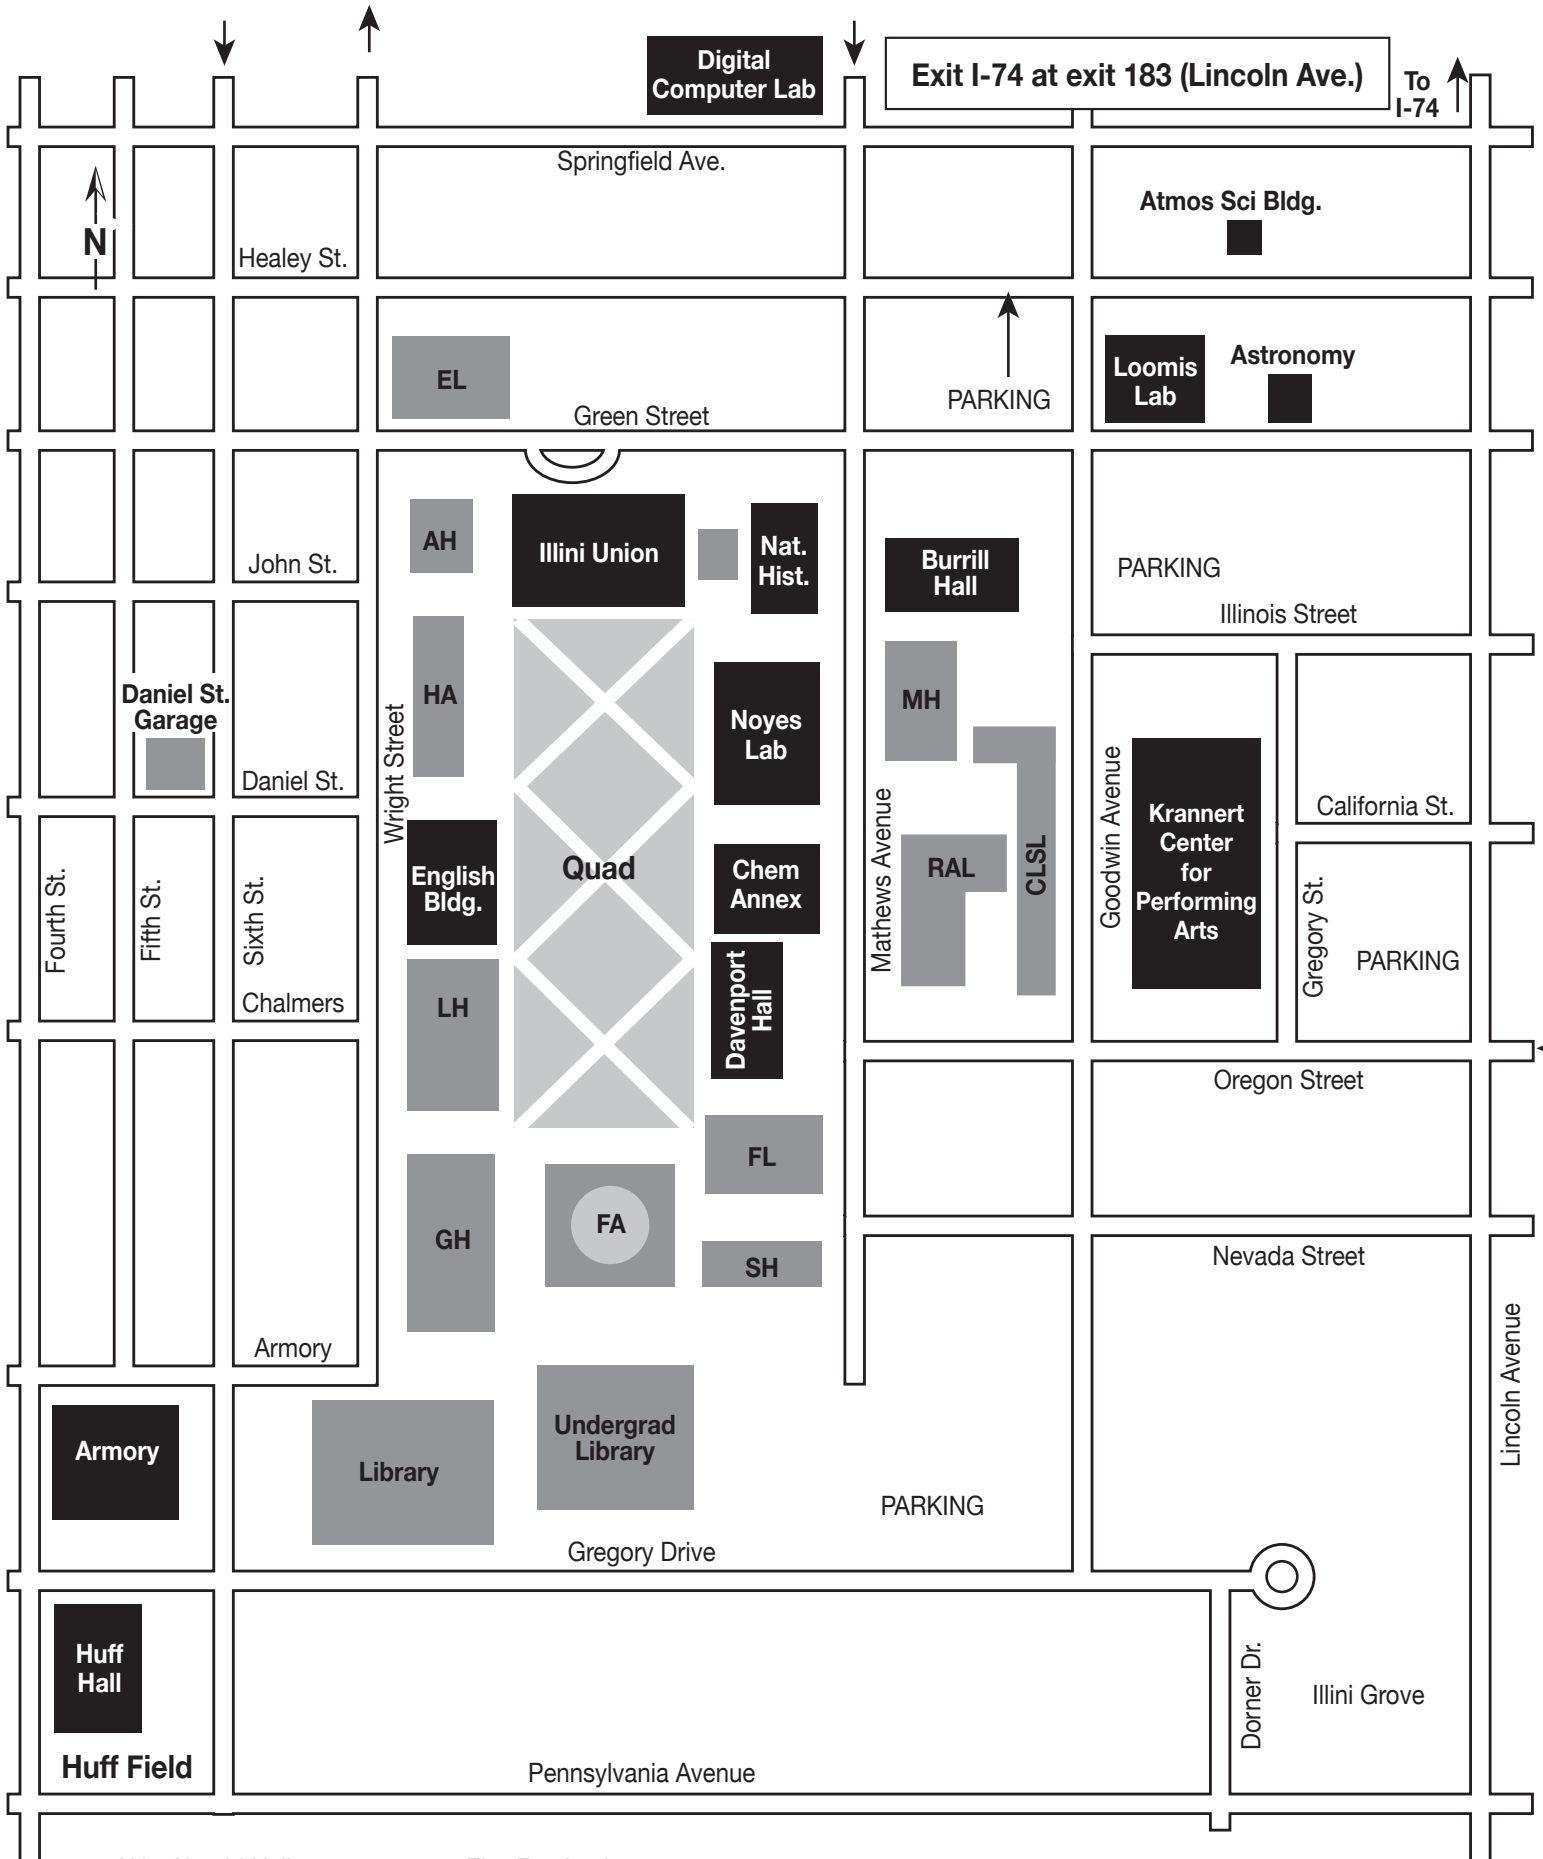 Digital
Computer Lab
Exit I-74 at exit 183 (Lincoln Ave.)
To
I-74
Springfield Ave.
Atmos Sci Bldg.
N
Healey St.
EL
Green Street
PARKING
Loomis
Lab
Astronomy
AH
Illini Union
Nat.
Hist.
Burrill
Hall
John St.
PARKING
Illinois Street
Daniel St.
Garage
HA
Noyes
Lab
MH
Daniel St.
Wright Street
Mathews Avenue
Goodwin Avenue
California St.
Krannert
Center
for
Performing
Arts
English
Bldg.
Quad
Chem
Annex
RAL
CLSL
Fourth St.
Fifth St.
Sixth St.
Gregory St.
PARKING
Chalmers
LH
Davenport
Hall
Oregon Street
FL
GH
FA
SH
Nevada Street
Armory
Lincoln Avenue
Armory
Library
Undergrad
Library
PARKING
Gregory Drive
Huff
Hall
Dorner Dr.
Illini Grove
Huff Field
Pennsylvania Avenue